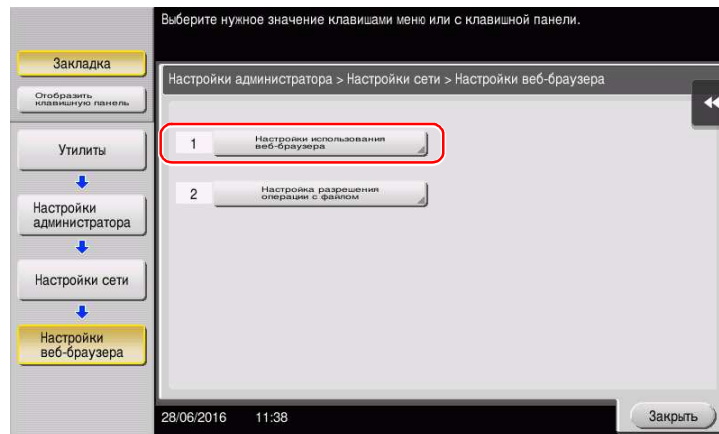 Выберите нужное значение клавишами меню или с клавишной панели.
Закладка
Отобразить
клавишную панель
Утилиты
Настройки
администратора
Настройки сети
Настройки
веб-браузера
Настройки администратора > Настройки сети > Настройки веб-браузера
1 Настройки использования
веб-браузера
2 Настройка разрешения
операции с файлом
28/06/2016 11:38
Закрыть